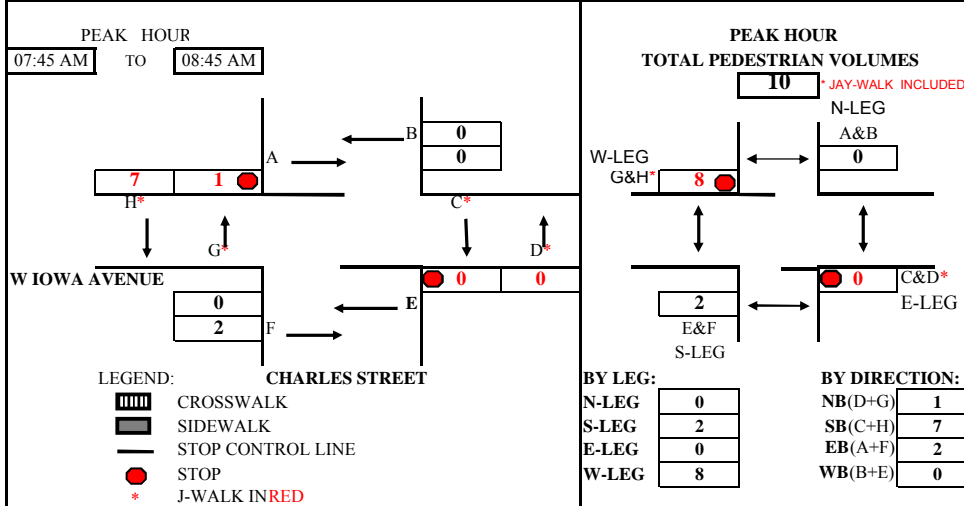 PEAK HOUR
07:45 AM TO 08:45 AM
B 0
0
A
7 1
H* C*
G* D*
W IOWA AVENUE
0 0
0 E
2 F
LEGEND: CHARLES STREET
CROSSWALK
SIDEWALK
STOP CONTROL LINE
STOP
* J-WALK IN RED
PEAK HOUR
TOTAL PEDESTRIAN VOLUMES
10 * JAY-WALK INCLUDED
N-LEG
A&B
W-LEG 0
G&H* 8
0 C&D*
2 E-LEG
E&F
S-LEG
BY LEG: BY DIRECTION:
N-LEG 0 NB(D+G) 1
S-LEG 2 SB(C+H) 7
E-LEG 0 EB(A+F) 2
W-LEG 8 WB(B+E) 0